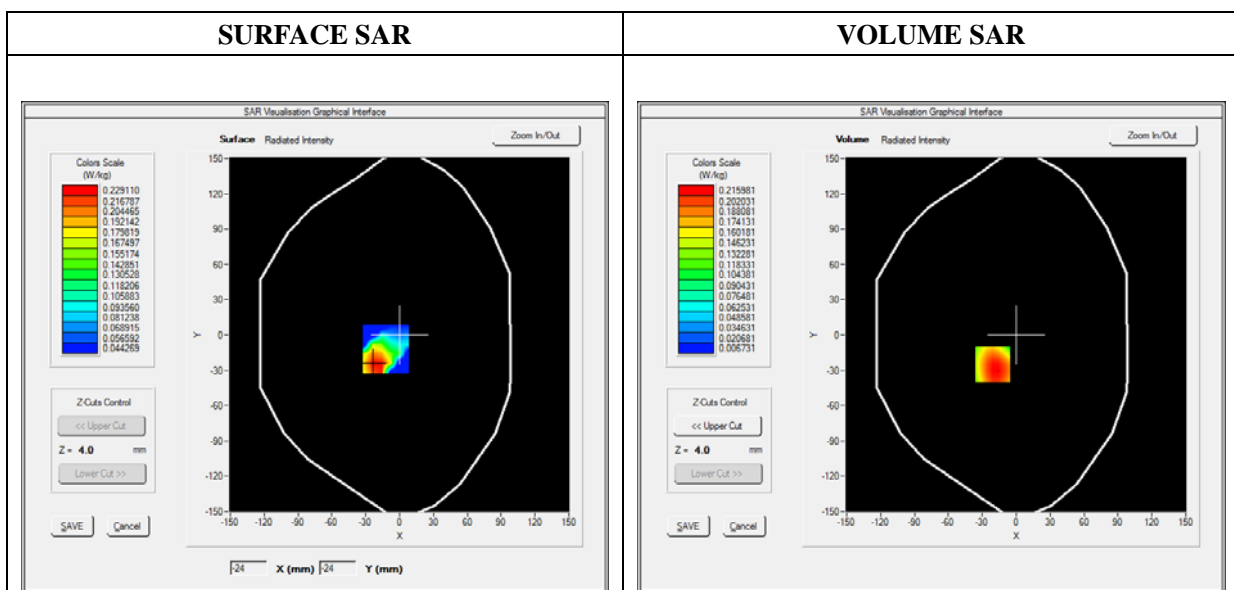 SURFACE SAR
VOLUME SAR
SAR Visualisation Graphical Interface
Surface Radiated Intensity
Zoom In/Out
Colors Scale
(W/kg)
0.229110
0.216787
0.204465
0.192142
0.179819
0.167497
0.155174
0.142851
0.130528
0.118206
0.105883
0.093560
0.081238
0.068915
0.056592
0.044269
Z-Cuts Control
<< Upper Cut
Z = 4.0 mm
Lower Cut >>
SAVE Cancel
150
120
90
60
30
0
-30
-60
-90
-120
-150
Y
-150 -120 -90 -60 -30 0 30 60 90 120 150
X
-24 X (mm) -24 Y (mm)
SAR Visualisation Graphical Interface
Volume Radiated Intensity
Zoom In/Out
Colors Scale
(W/kg)
0.215981
0.202031
0.188081
0.174131
0.160181
0.146231
0.132281
0.118331
0.104381
0.090431
0.076481
0.062531
0.048581
0.034631
0.020681
0.006731
Z-Cuts Control
<< Upper Cut
Z = 4.0 mm
Lower Cut >>
SAVE Cancel
150
120
90
60
30
0
-30
-60
-90
-120
-150
Y
-150 -120 -90 -60 -30 0 30 60 90 120 150
X